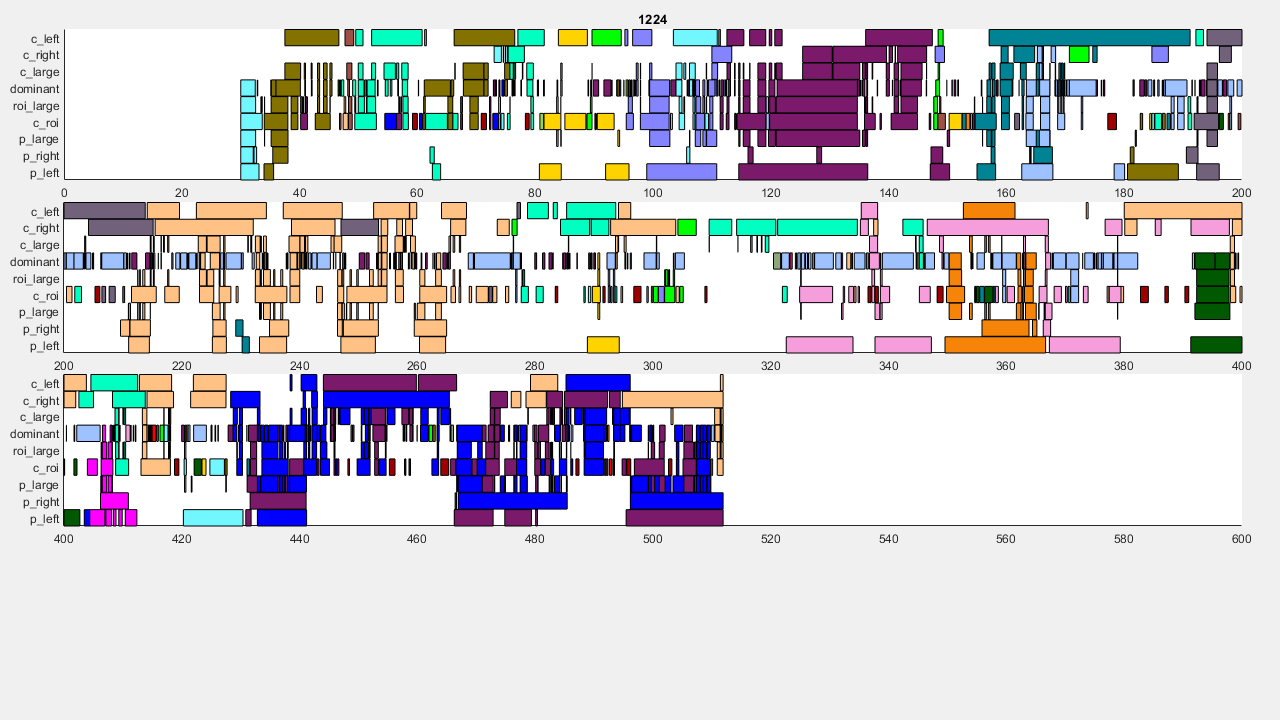 1224
c_left
c_right
c_large
dominant
roi_large
c_roi
p_large
p_right
p_left
0 20 40 60 80 100 120 140 160 180 200
c_left
c_right
c_large
dominant
roi_large
c_roi
p_large
p_right
p_left
200 220 240 260 280 300 320 340 360 380 400
c_left
c_right
c_large
dominant
roi_large
c_roi
p_large
p_right
p_left
400 420 440 460 480 500 520 540 560 580 600